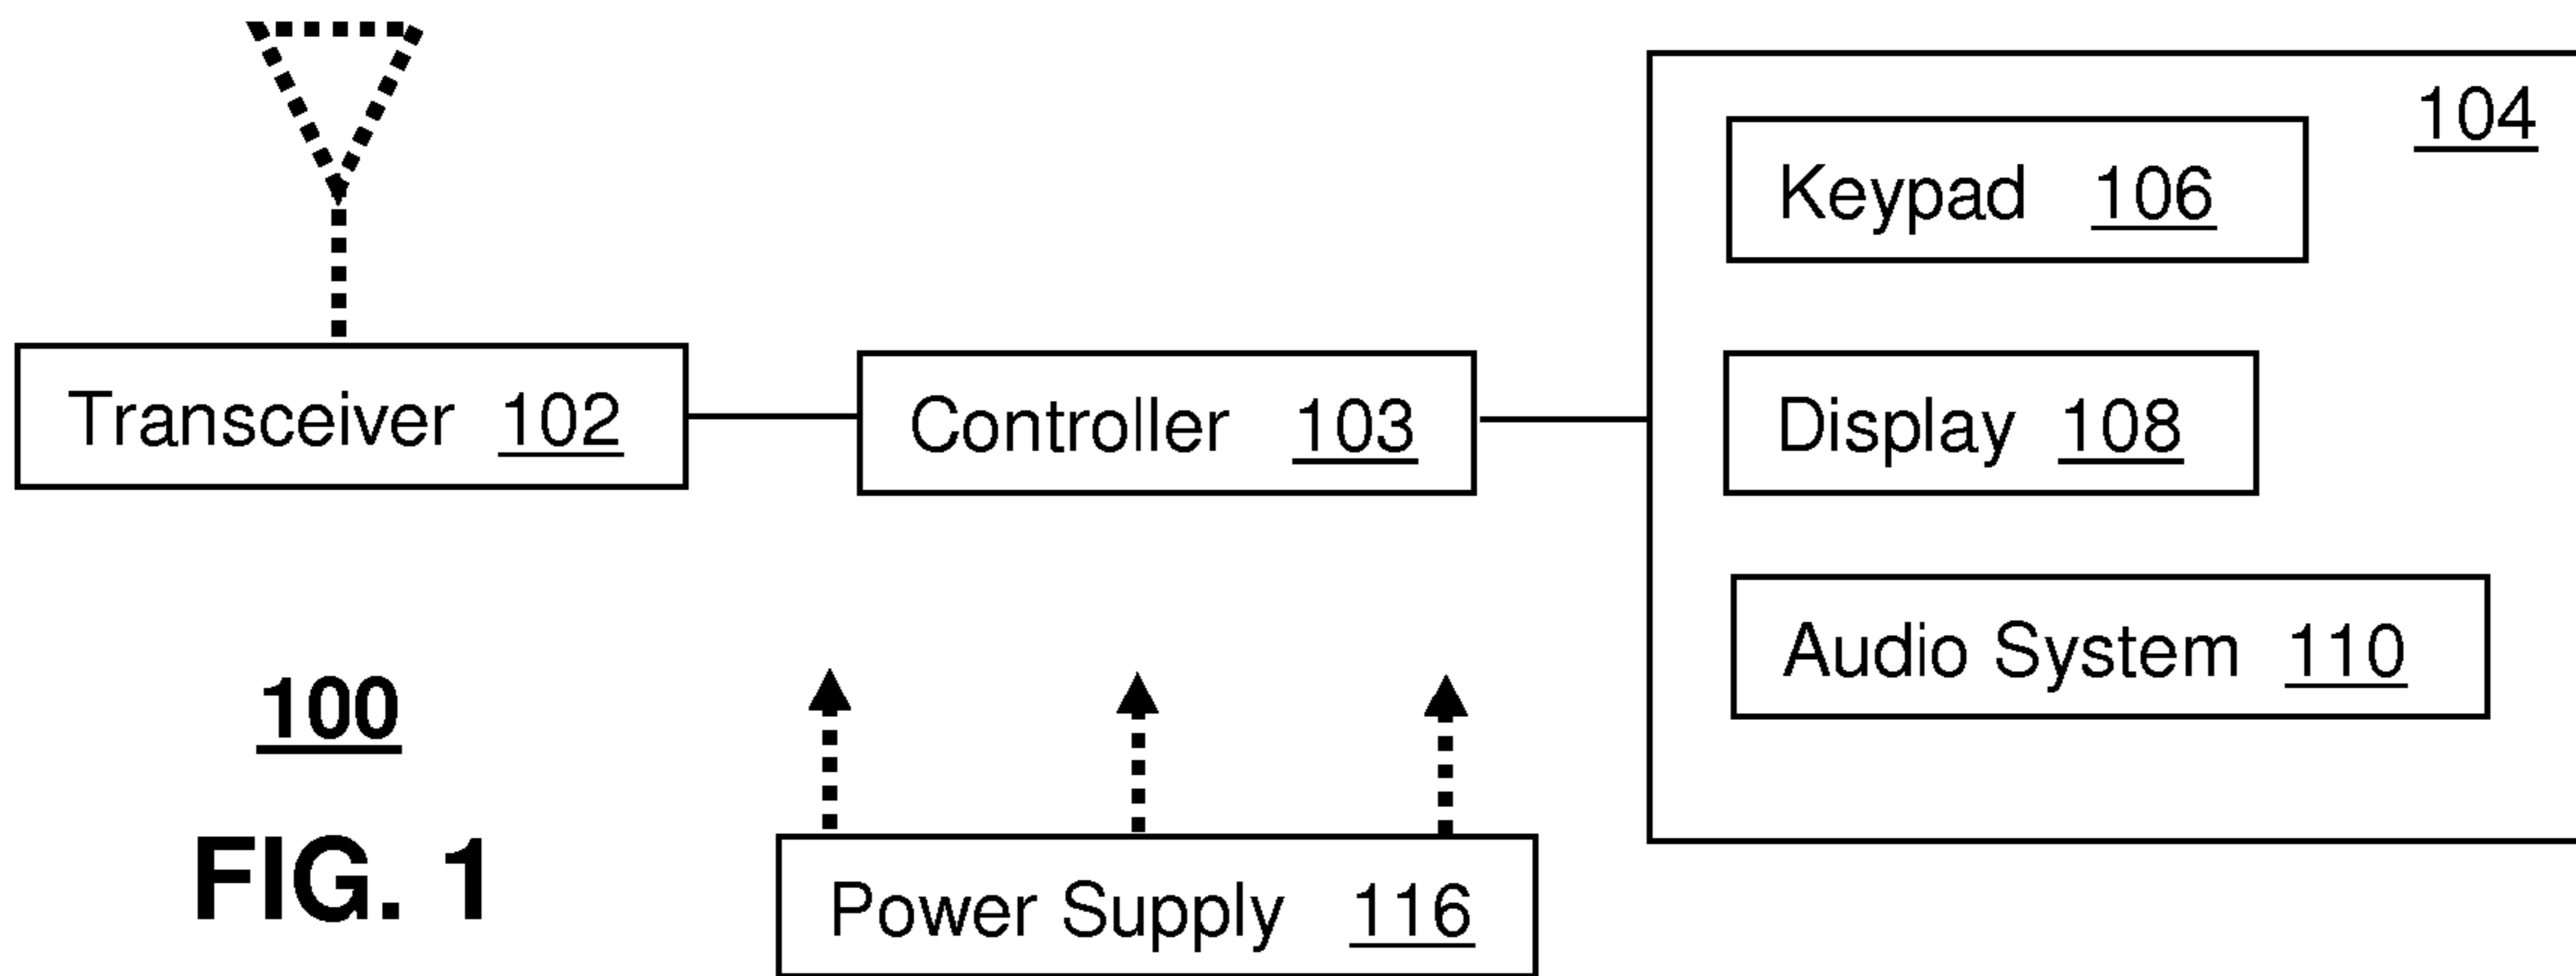 104
Keypad 106
Transceiver 102
Controller 103
Display 108
Audio System 110
100
FIG. 1
Power Supply 116